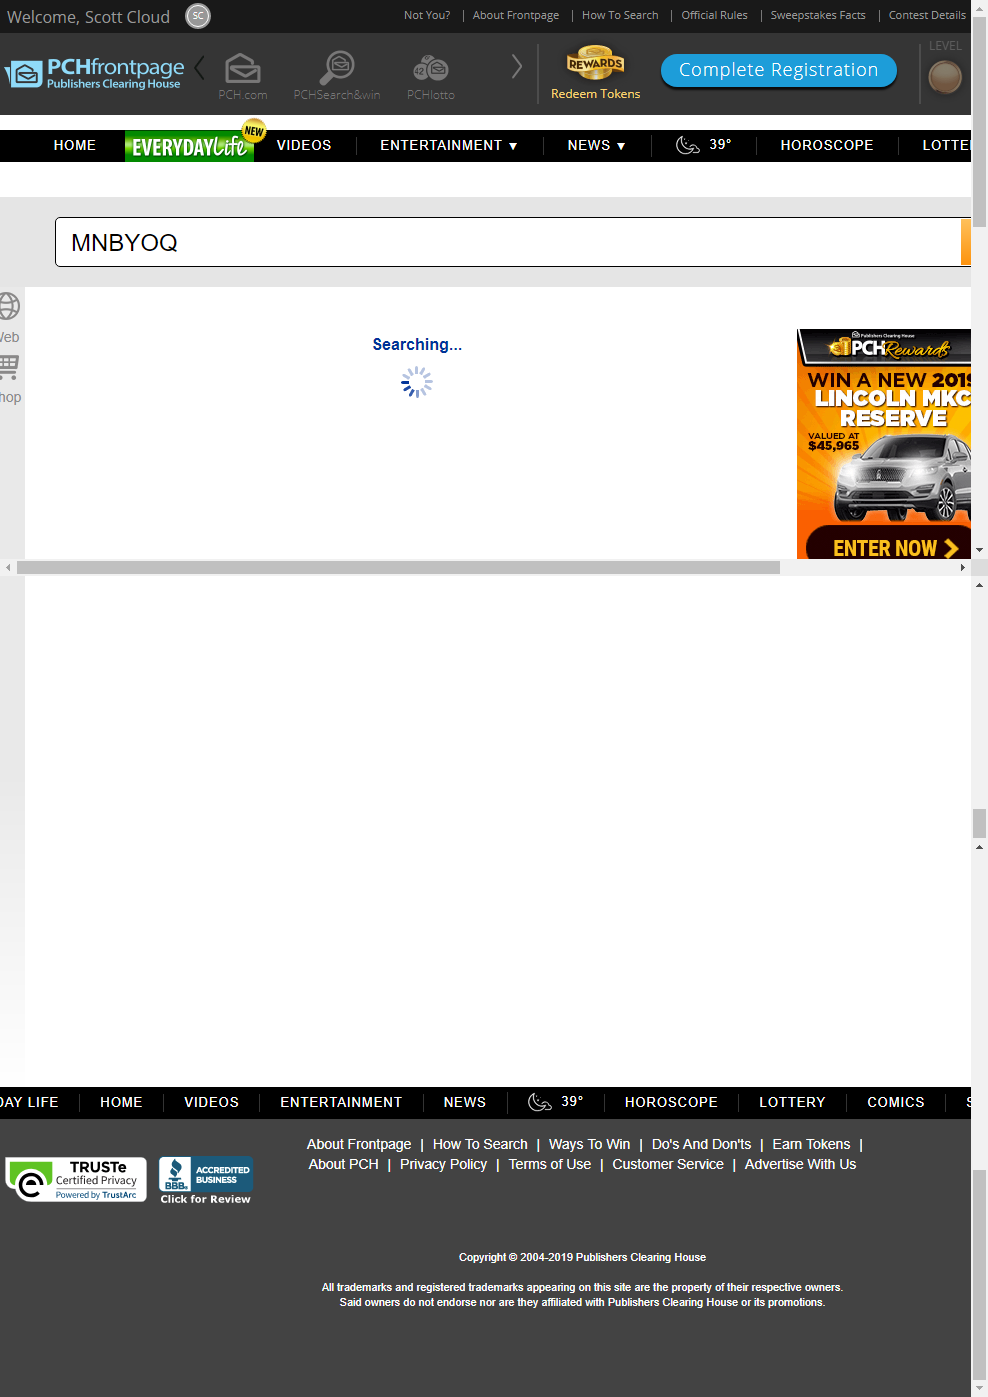 Welcome, Scott Cloud SC
Not You? | About Frontpage | How To Search | Official Rules | Sweepstakes Facts | Contest Details
PCHfrontpage
Publishers Clearing House
PCH.com
PCHSearch&win
42
PCHlotto
REWARDS
Redeem Tokens
Complete Registration
LEVEL
HOME
EVERYDAY Life
NEW
VIDEOS
ENTERTAINMENT ▼
NEWS ▼
39°
HOROSCOPE
LOTTE
MNBYOQ
Web
Shop
Searching...
Publishers Clearing House
PCHRewards
WIN A NEW 2019
LINCOLN MKC
RESERVE
VALUED AT
$45,965
ENTER NOW
DAY LIFE
HOME
VIDEOS
ENTERTAINMENT
NEWS
39°
HOROSCOPE
LOTTERY
COMICS
S
About Frontpage | How To Search | Ways To Win | Do's And Don'ts | Earn Tokens |
About PCH | Privacy Policy | Terms of Use | Customer Service | Advertise With Us
TRUSTe
Certified Privacy
Powered by TrustArc
BBB
ACCREDITED
BUSINESS
Click for Review
Copyright © 2004-2019 Publishers Clearing House
All trademarks and registered trademarks appearing on this site are the property of their respective owners.
Said owners do not endorse nor are they affiliated with Publishers Clearing House or its promotions.